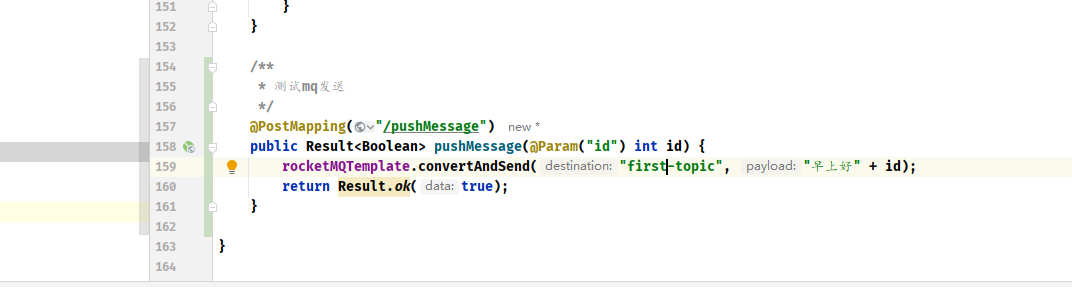 151 }
152 }
153
154 /**
155 * 测试mq发送
156 */
157 @PostMapping("/pushMessage") new *
158 public Result<Boolean> pushMessage(@Param("id") int id) {
159 rocketMQTemplate.convertAndSend( destination: "first-topic", payload: "早上好" + id);
160 return Result.ok( data: true);
161 }
162
163 }
164